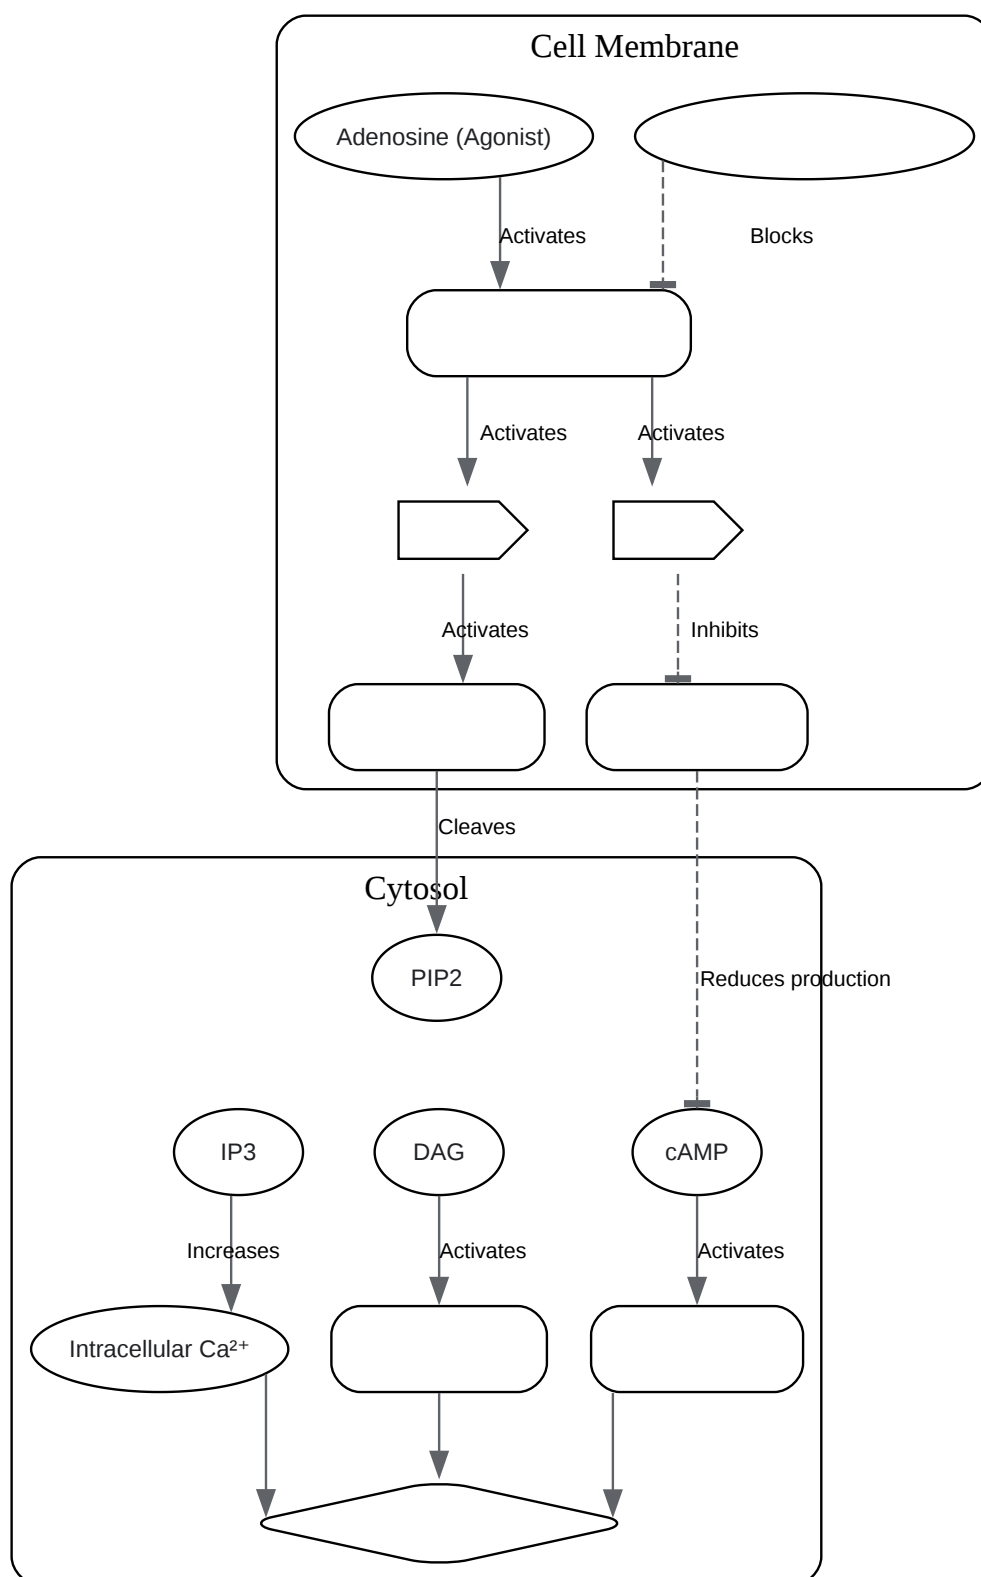 Cell Membrane
Adenosine (Agonist)
Activates
Blocks
Activates
Activates
Activates
Inhibits
Cleaves
Cytosol
PIP2
Reduces production
IP3
DAG
cAMP
Increases
Activates
Activates
Intracellular Ca²⁺